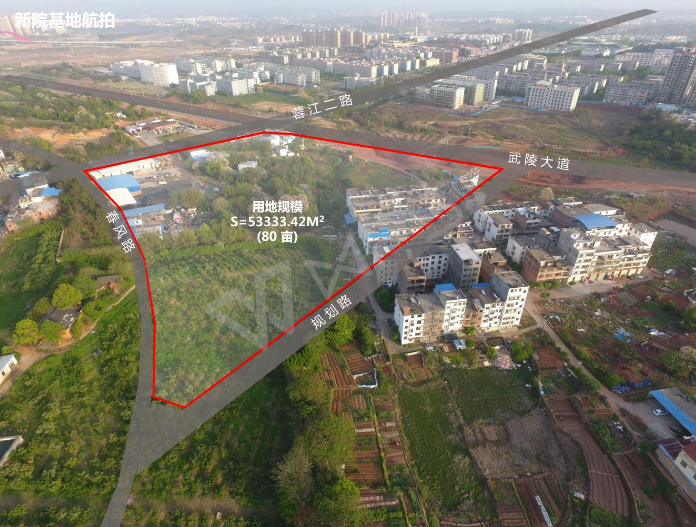 新院基地航拍
蓉江二路
武陵大道
用地规模
S=53333.42M²
(80 亩)
春风路
规划路